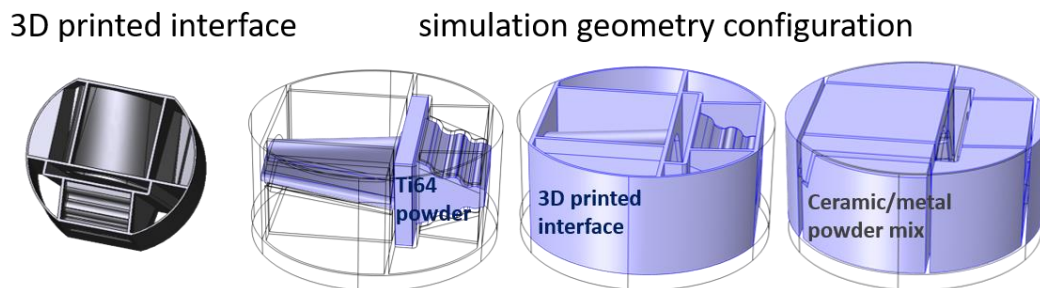 3D printed interface
simulation geometry configuration
Ti64
powder
3D printed
interface
Ceramic/metal
powder mix